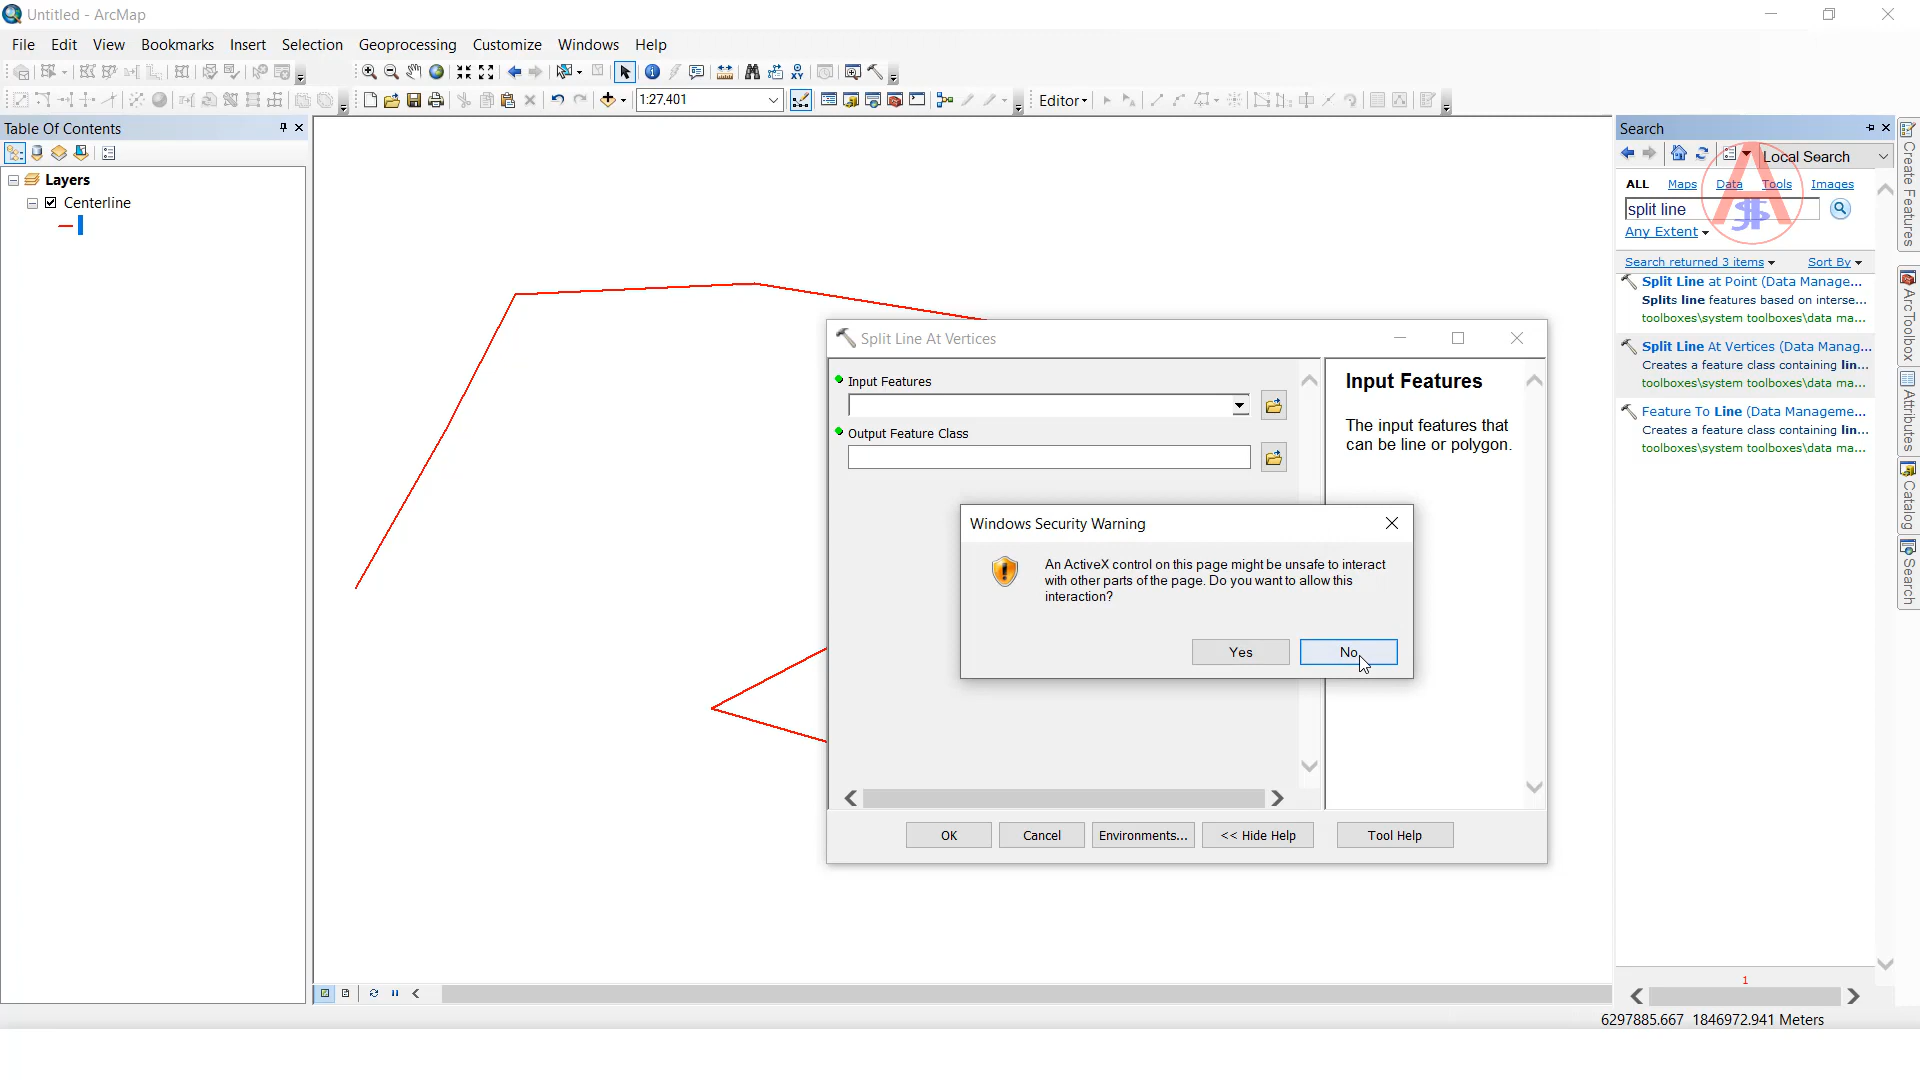 Untitled - ArcMap
File Edit View Bookmarks Insert Selection Geoprocessing Customize Windows Help
1:27,401
Editor
Table Of Contents
Layers
Centerline
Search
Local Search
ALL Maps Data Tools Images
split line
Any Extent
Search returned 3 items Sort By
Split Line at Point (Data Manage...
Splits line features based on interse...
toolboxes\system toolboxes\data ma...
Split Line At Vertices (Data Manag...
Creates a feature class containing lin...
toolboxes\system toolboxes\data ma...
Feature To Line (Data Manageme...
Creates a feature class containing lin...
toolboxes\system toolboxes\data ma...
1
Create Features
ArcToolbox
Attributes
Catalog
Search
Split Line At Vertices
Input Features
Output Feature Class
Input Features
The input features that
can be line or polygon.
Windows Security Warning
An ActiveX control on this page might be unsafe to interact
with other parts of the page. Do you want to allow this
interaction?
Yes No
OK Cancel Environments... << Hide Help Tool Help
6297885.667 1846972.941 Meters